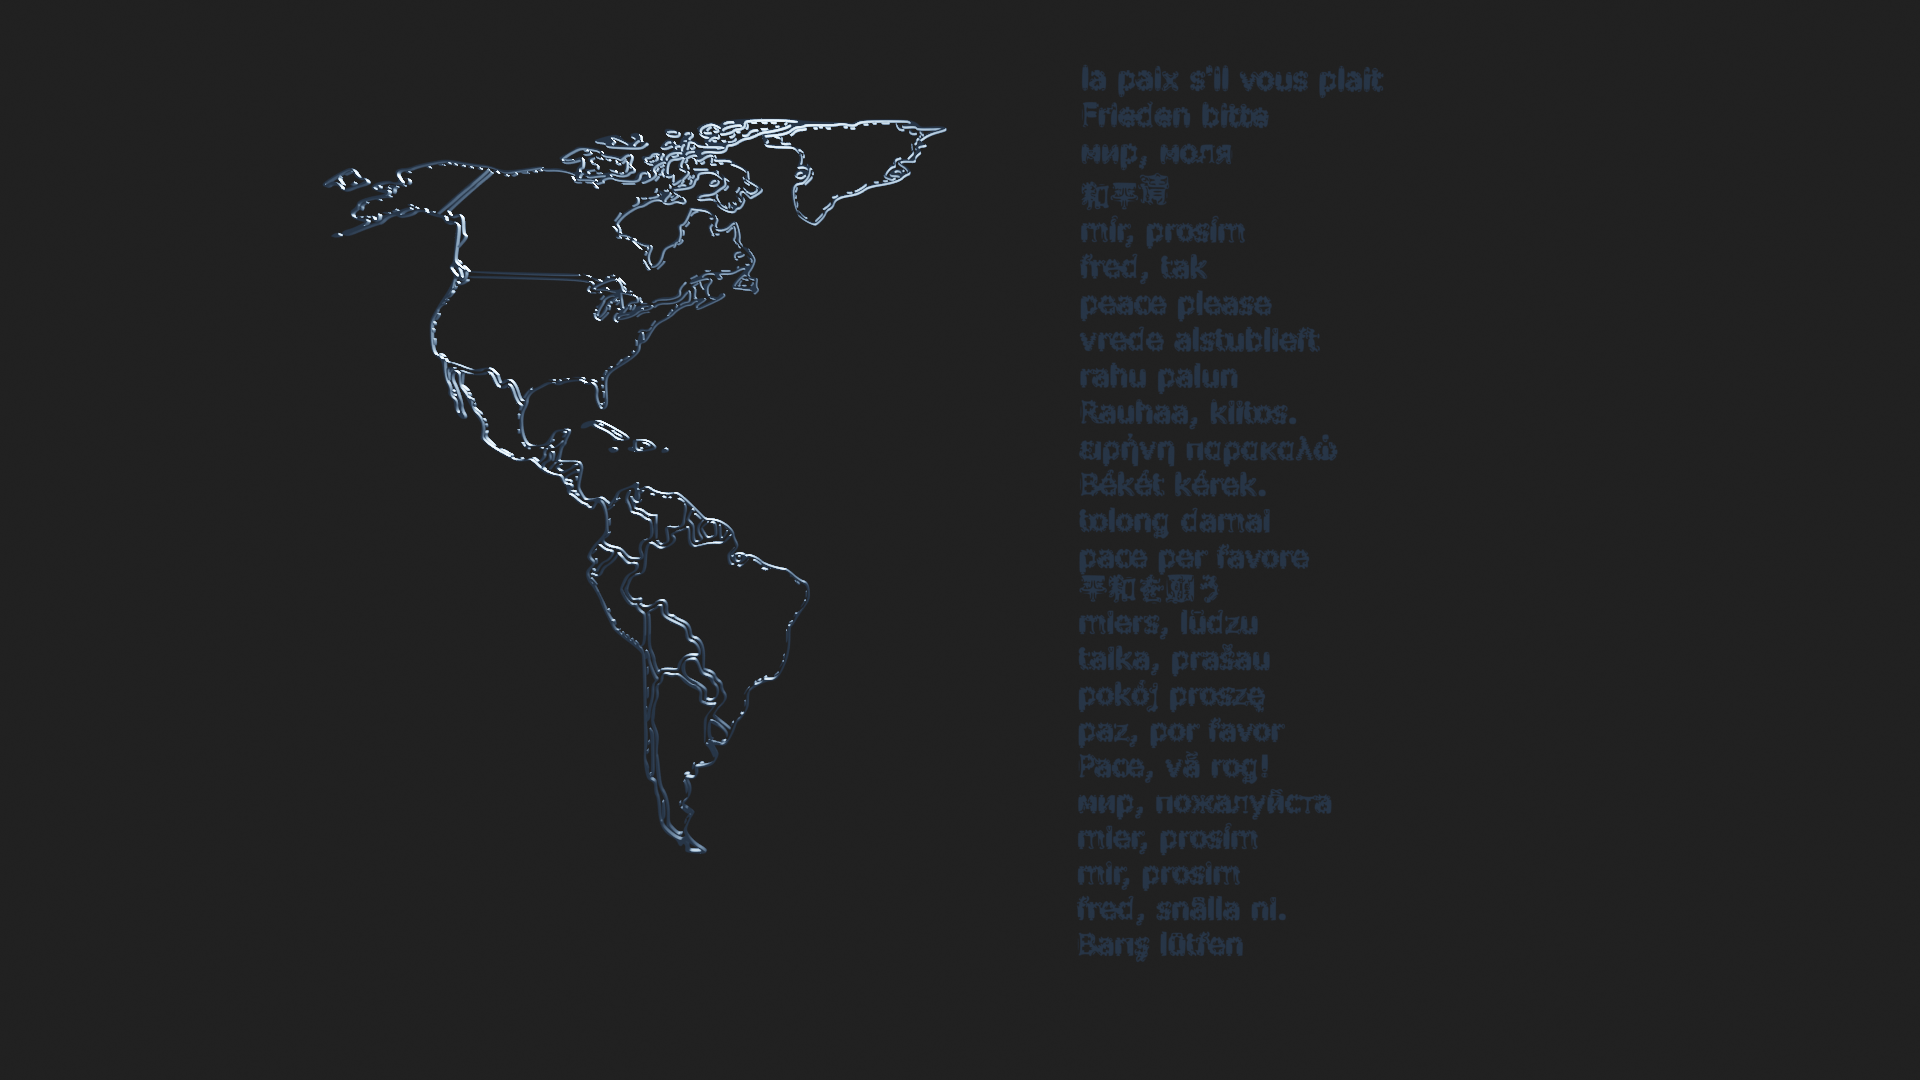 la paix s'il vous plait
Frieden bitte
мир, моля
和平请
mír, prosím
fred, tak
peace please
vrede alstublieft
rahu palun
Rauhaa, kiitos.
ειρήνη παρακαλώ
Békét kérek.
tolong damai
pace per favore
平和を願う
miers, lūdzu
taika, prašau
pokój proszę
paz, por favor
Pace, vă rog!
мир, пожалуйста
mier, prosím
mir, prosim
fred, snälla ni.
Barış lütfen